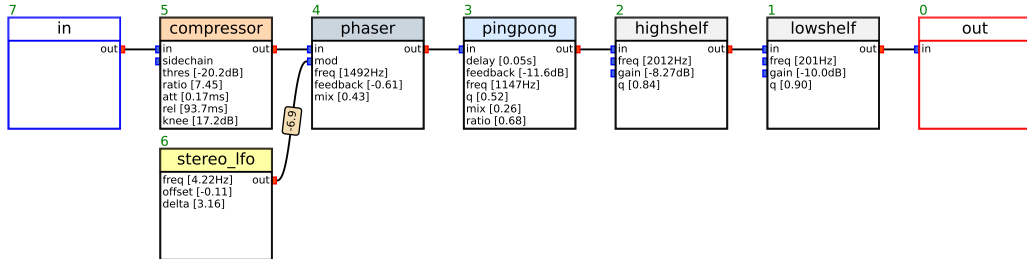 7
in
out
5
compressor
in
out
sidechain
thres [-20.2dB]
ratio [7.45]
att [0.17ms]
rel [93.7ms]
knee [17.2dB]
4
phaser
in
out
mod
freq [1492Hz]
feedback [-0.61]
mix [0.43]
3
pingpong
in
out
delay [0.05s]
feedback [-11.6dB]
freq [1147Hz]
q [0.52]
mix [0.26]
ratio [0.68]
2
highshelf
in
out
freq [2012Hz]
gain [-8.27dB]
q [0.84]
1
lowshelf
in
out
freq [201Hz]
gain [-10.0dB]
q [0.90]
0
out
in
6
stereo_lfo
freq [4.22Hz]
out
offset [-0.11]
delta [3.16]